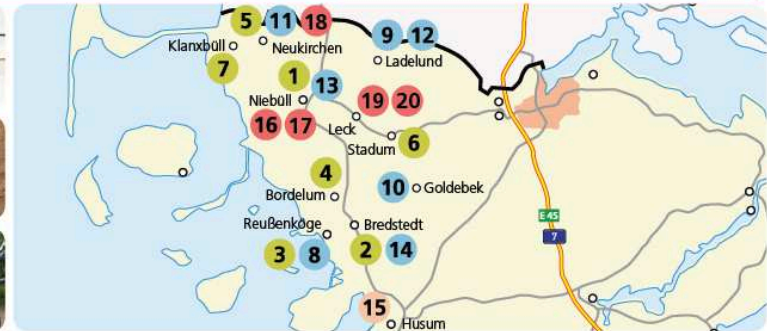 5 11 18
9 12
Klanxbüll
Neukirchen
Ladelund
7
1
13
Niebüll
19 20
16 17
Leck
Stadum
6
4
10
Goldebek
Bordelum
Reußenköge
Bredstedt
E 45
7
3 8
2 14
15
Husum